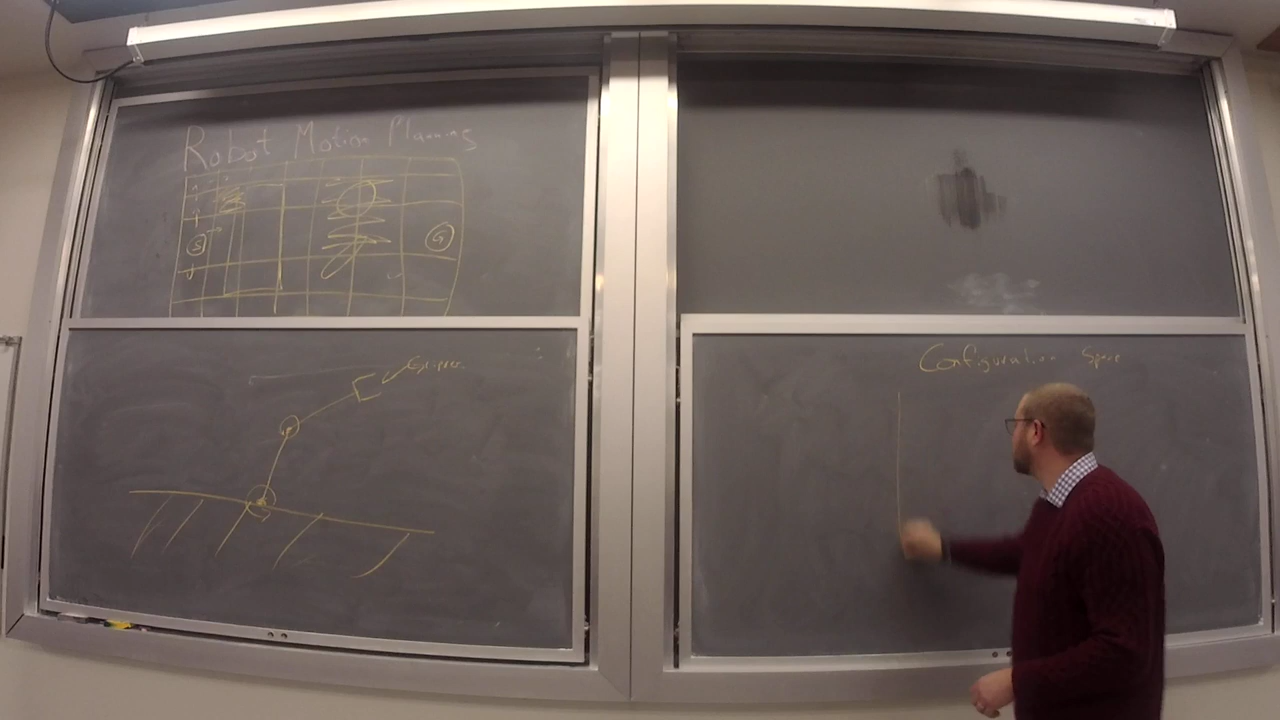 Robot Motion Planning
S
G
Gripper
Configuration Space